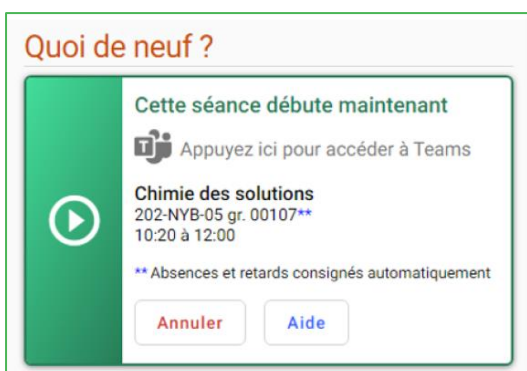 Quoi de neuf ?
Cette séance débute maintenant
Appuyez ici pour accéder à Teams
Chimie des solutions
202-NYB-05 gr. 00107**
10:20 à 12:00
** Absences et retards consignés automatiquement
Annuler
Aide